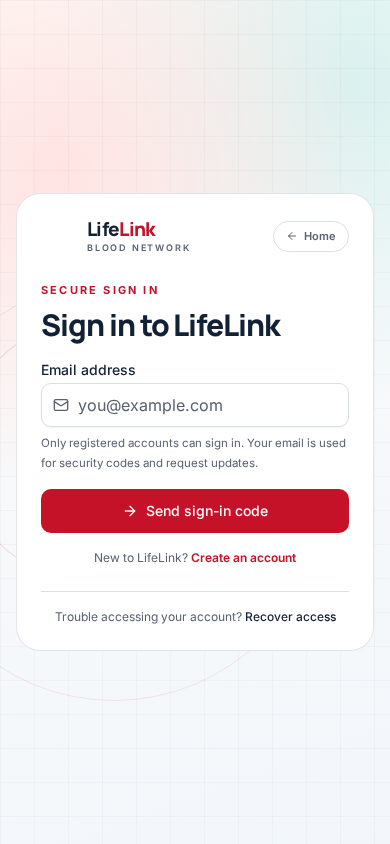 LifeLink
BLOOD NETWORK
Home
SECURE SIGN IN
Sign in to LifeLink
Email address
you@example.com
Only registered accounts can sign in. Your email is used
for security codes and request updates.
Send sign-in code
New to LifeLink? Create an account
Trouble accessing your account? Recover access